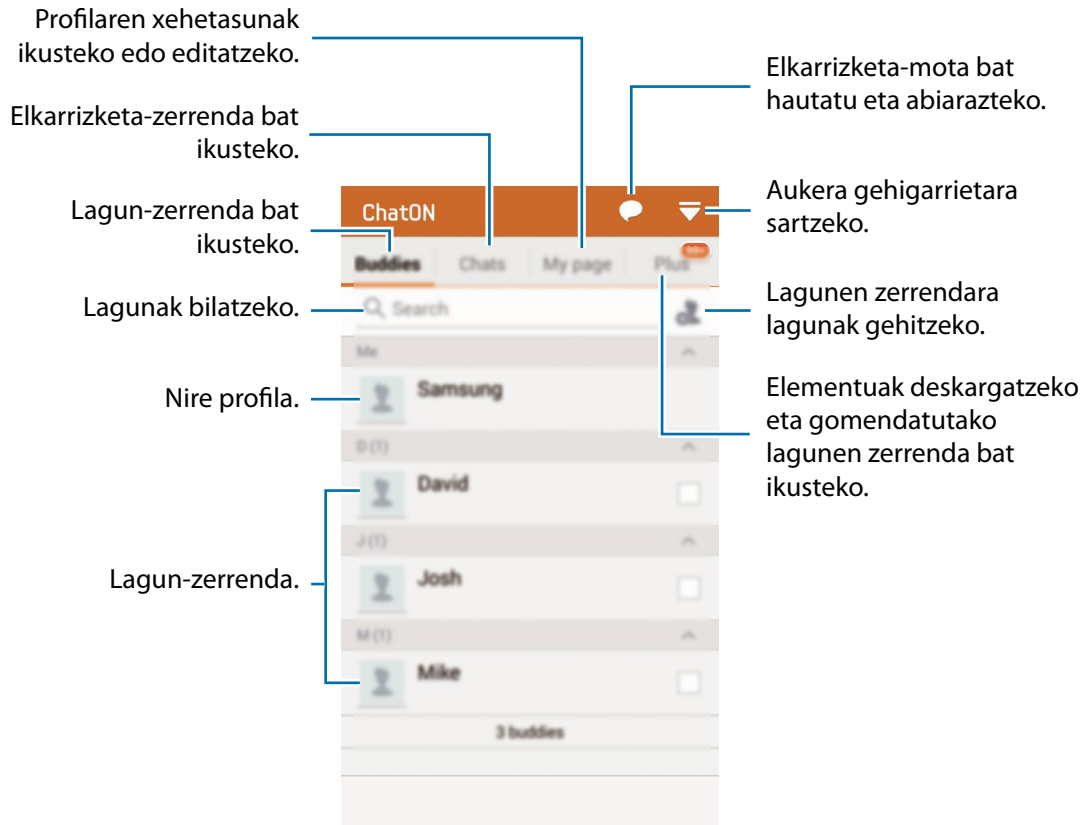 Profilaren xehetasunak
ikusteko edo editatzeko.
Elkarrizketa-zerrenda bat
ikusteko.
Lagun-zerrenda bat
ikusteko.
Lagunak bilatzeko.
Nire profila.
Lagun-zerrenda.
Elkarrizketa-mota bat
hautatu eta abiarazteko.
Aukera gehigarrietara
sartzeko.
Lagunen zerrendara
lagunak gehitzeko.
Elementuak deskargatzeko
eta gomendatutako
lagunen zerrenda bat
ikusteko.
ChatON
Buddies Chats My page Plus
Search
Me
Samsung
D (1)
David
J (1)
Josh
M (1)
Mike
3 buddies